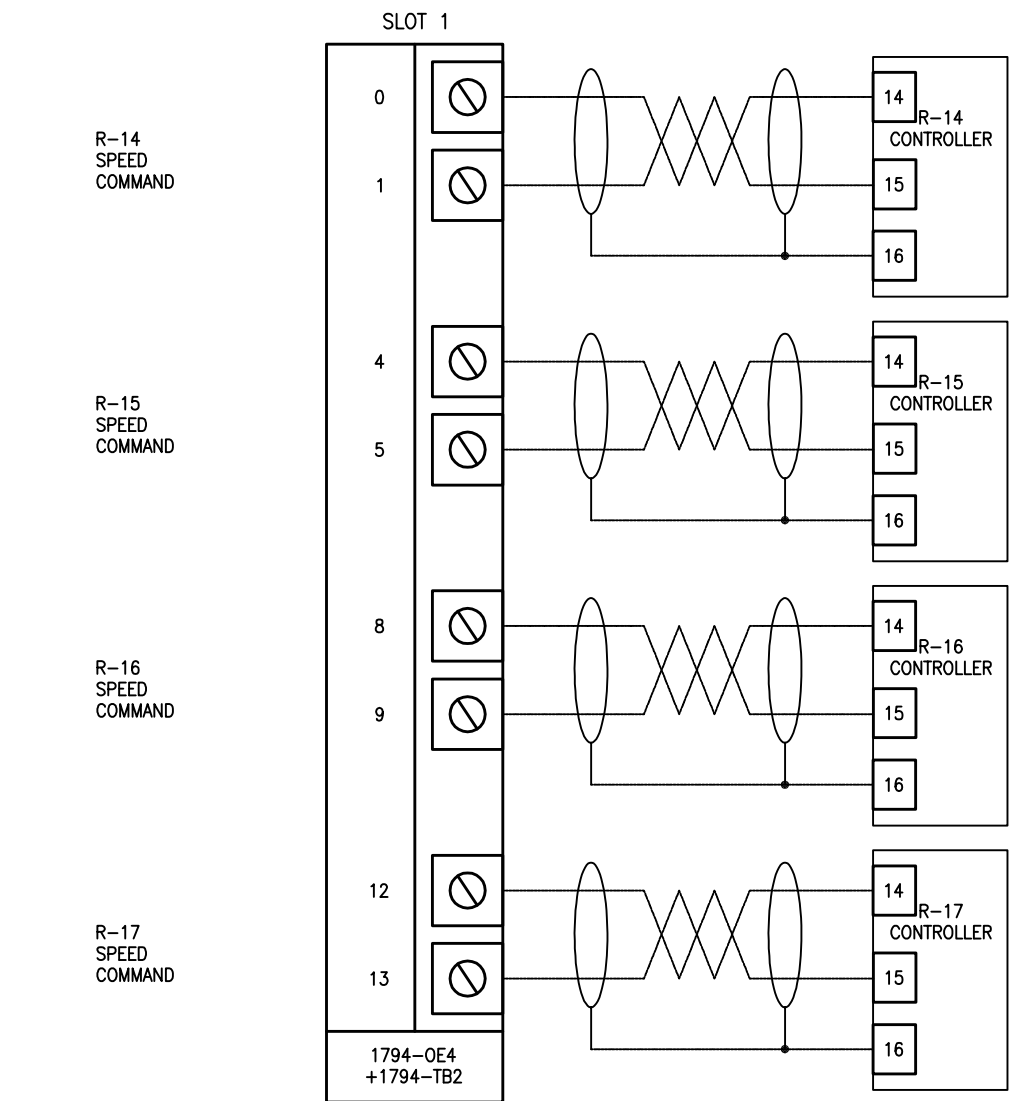 SLOT 1
0
14
R-14
CONTROLLER
R-14
SPEED
COMMAND
1
15
16
4
14
R-15
CONTROLLER
R-15
SPEED
COMMAND
5
15
16
8
14
R-16
CONTROLLER
R-16
SPEED
COMMAND
9
15
16
12
14
R-17
CONTROLLER
R-17
SPEED
COMMAND
13
15
16
1794-OE4
+1794-TB2